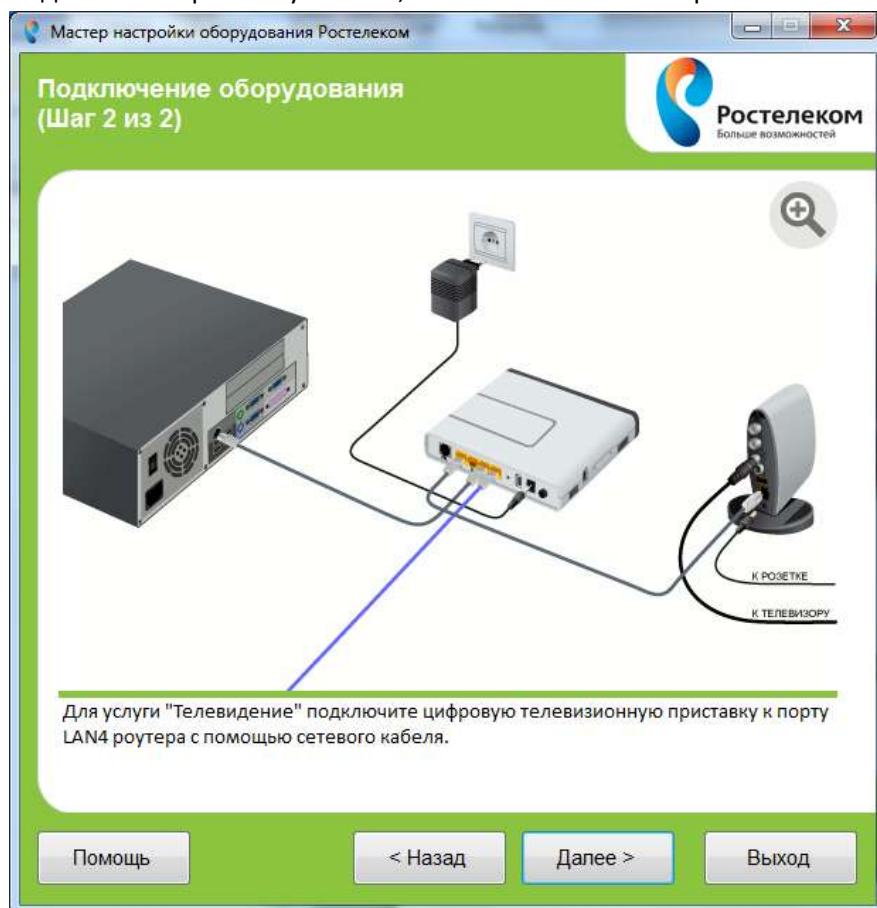 Мастер настройки оборудования Ростелеком
Подключение оборудования
(Шаг 2 из 2)
Ростелеком
Больше возможностей
К РОЗЕТКЕ
К ТЕЛЕВИЗОРУ
Для услуги "Телевидение" подключите цифровую телевизионную приставку к порту
LAN4 роутера с помощью сетевого кабеля.
Помощь
< Назад
Далее >
Выход